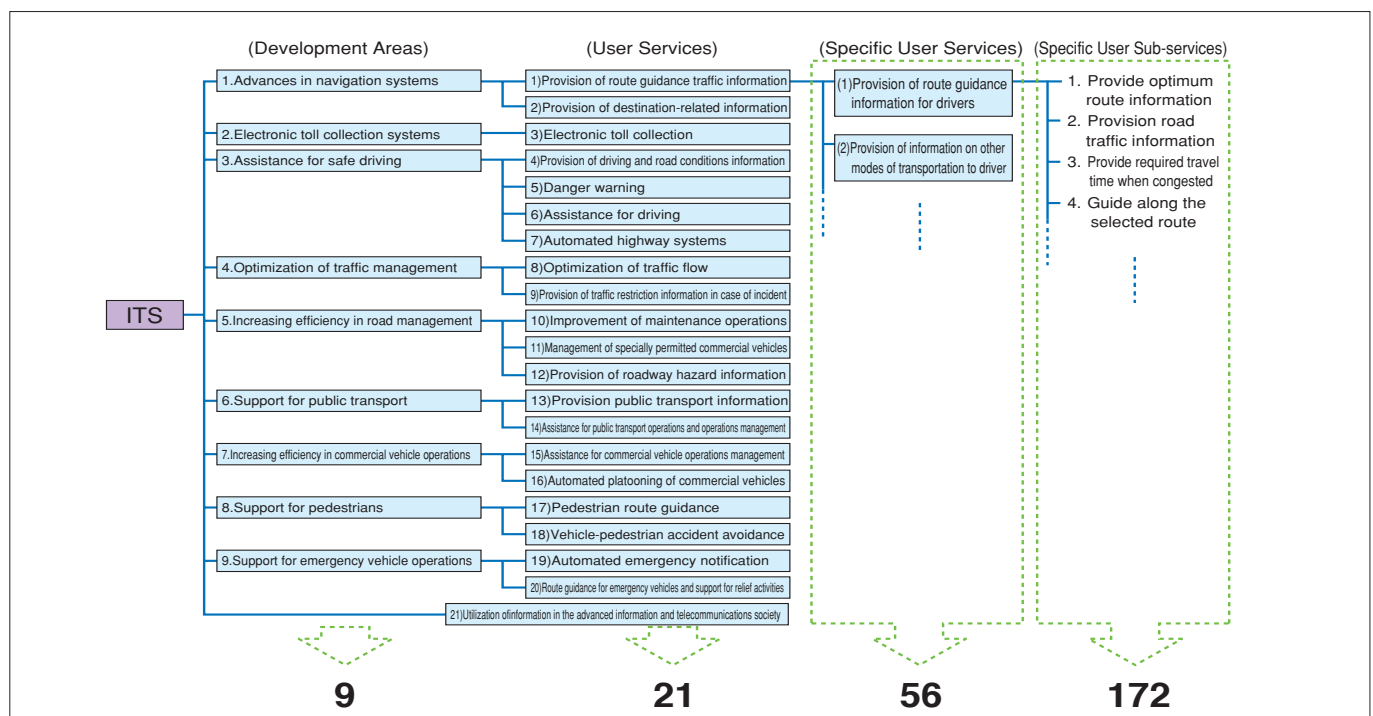 (Development Areas)
(User Services)
(Specific User Services)
(Specific User Sub-services)
ITS
1.Advances in navigation systems
2.Electronic toll collection systems
3.Assistance for safe driving
4.Optimization of traffic management
5.Increasing efficiency in road management
6.Support for public transport
7.Increasing efficiency in commercial vehicle operations
8.Support for pedestrians
9.Support for emergency vehicle operations
1)Provision of route guidance traffic information
2)Provision of destination-related information
3)Electronic toll collection
4)Provision of driving and road conditions information
5)Danger warning
6)Assistance for driving
7)Automated highway systems
8)Optimization of traffic flow
9)Provision of traffic restriction information in case of incident
10)Improvement of maintenance operations
11)Management of specially permitted commercial vehicles
12)Provision of roadway hazard information
13)Provision public transport information
14)Assistance for public transport operations and operations management
15)Assistance for commercial vehicle operations management
16)Automated platooning of commercial vehicles
17)Pedestrian route guidance
18)Vehicle-pedestrian accident avoidance
19)Automated emergency notification
20)Route guidance for emergency vehicles and support for relief activities
21)Utilization ofinformation in the advanced information and telecommunications society
(1)Provision of route guidance
information for drivers
(2)Provision of information on other
modes of transportation to driver
1. Provide optimum
route information
2. Provision road
traffic information
3. Provide required travel
time when congested
4. Guide along the
selected route
9
21
56
172